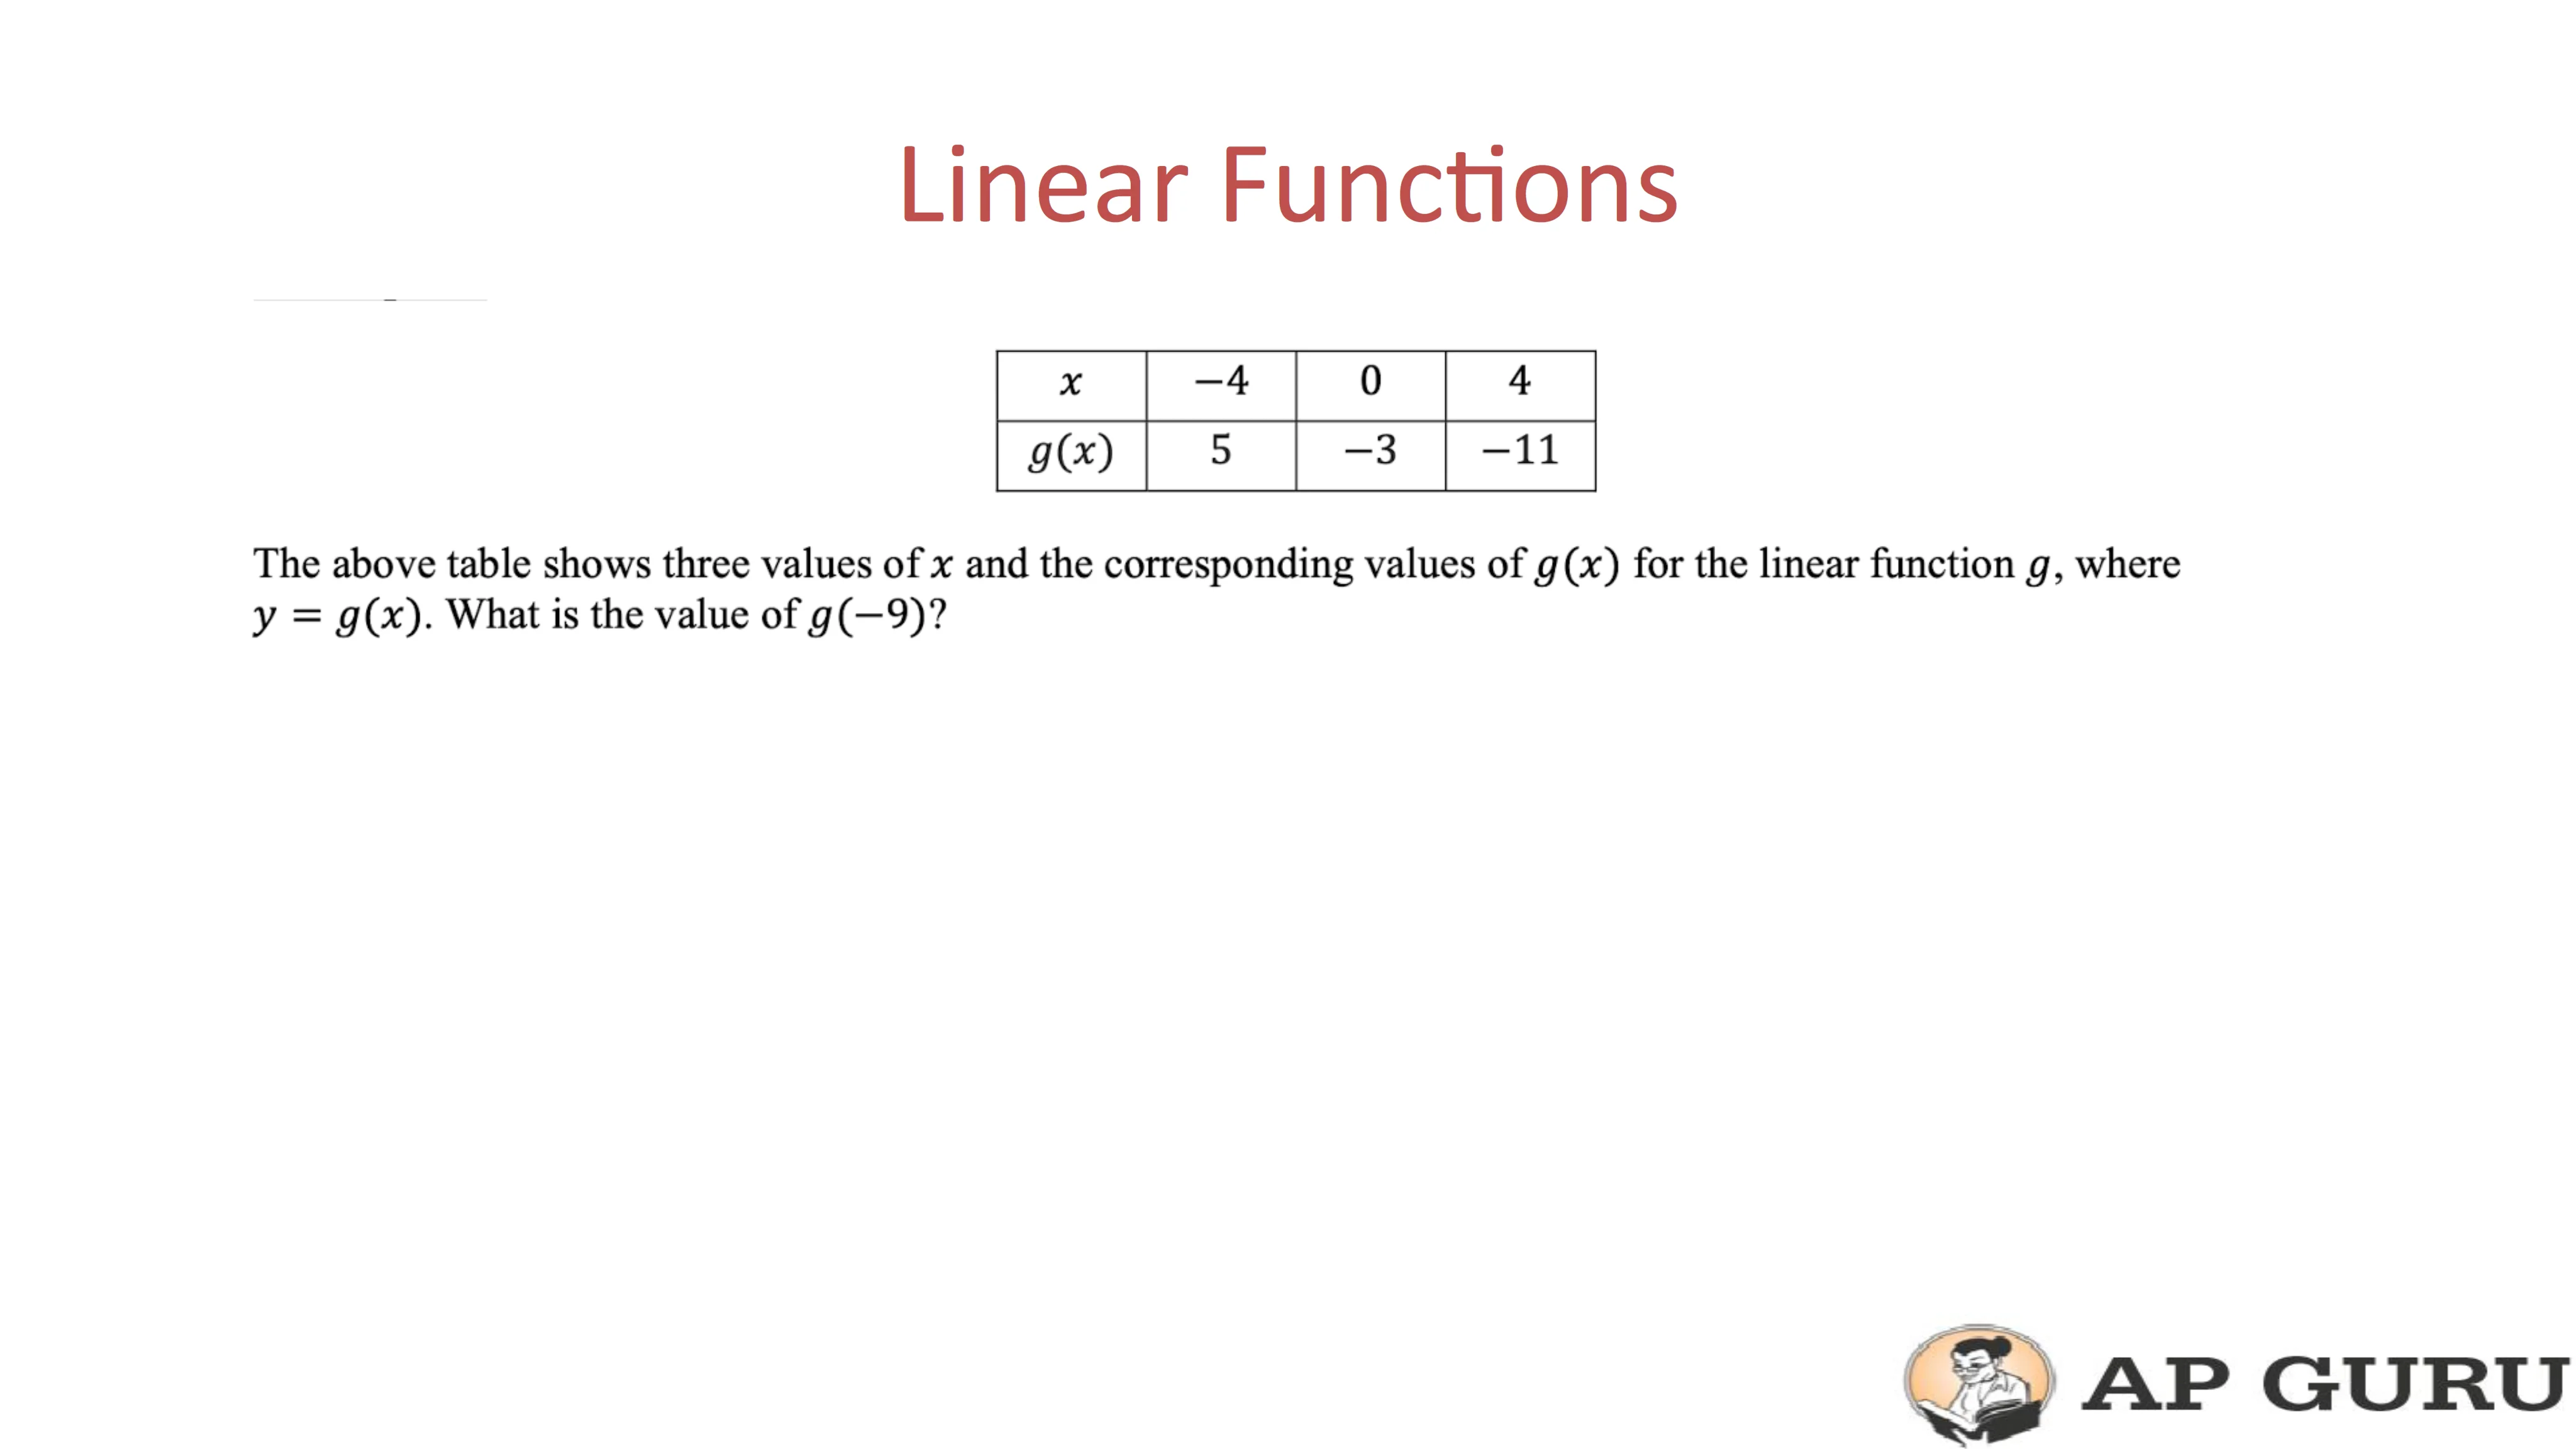 Linear Functions
x −4 0 4
g(x) 5 −3 −11
The above table shows three values of x and the corresponding values of g(x) for the linear function g, where
y = g(x). What is the value of g(−9)?
AP GURU